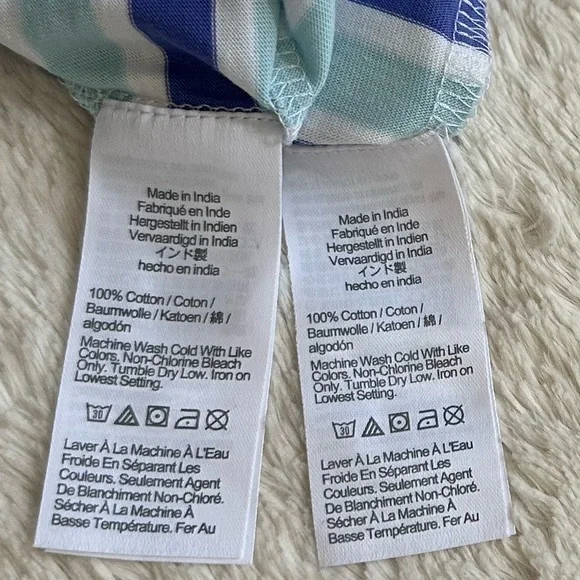 Made in India
Fabriqué en Inde
Hergestellt in Indien
Vervaardigd in India
インド製
hecho en india
100% Cotton / Coton /
Baumwolle / Katoen / 綿 /
algodón
Machine Wash Cold With Like
Colors. Non-Chlorine Bleach
Only. Tumble Dry Low. Iron on
Lowest Setting.
30
Laver À La Machine À L'Eau
Froide En Séparant Les
Couleurs. Seulement Agent
De Blanchiment Non-Chloré.
Sécher À La Machine À
Basse Température. Fer Au
Made in India
Fabriqué en Inde
Hergestellt in Indien
Vervaardigd in India
インド製
hecho en india
100% Cotton / Coton /
Baumwolle / Katoen / 綿 /
algodón
Machine Wash Cold With Like
Colors. Non-Chlorine Bleach
Only. Tumble Dry Low. Iron on
Lowest Setting.
30
Laver À La Machine À L'Eau
Froide En Séparant Les
Couleurs. Seulement Agent
De Blanchiment Non-Chloré.
Sécher À La Machine À
Basse Température. Fer Au